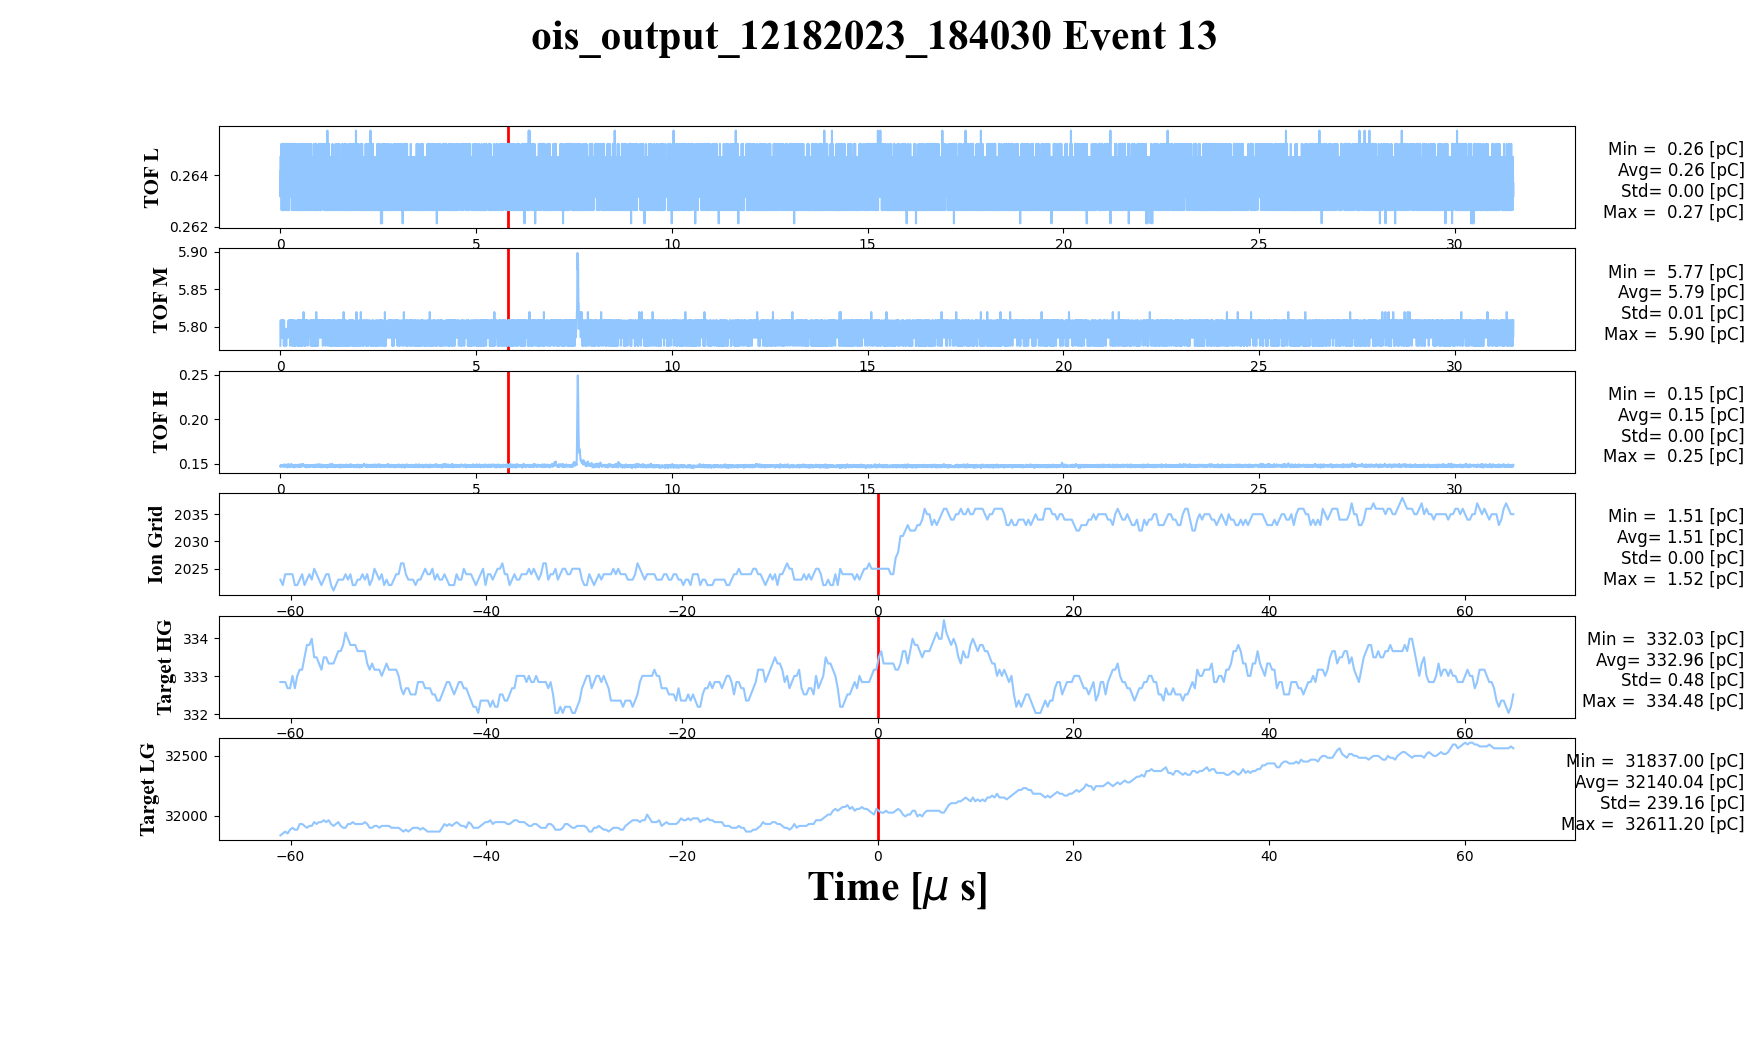 ois_output_12182023_184030 Event 13
TOF L
0.264
0.262
0 5 10 15 20 25 30
Min = 0.26 [pC]
Avg= 0.26 [pC]
Std= 0.00 [pC]
Max = 0.27 [pC]
TOF M
5.90
5.85
5.80
0 5 10 15 20 25 30
Min = 5.77 [pC]
Avg= 5.79 [pC]
Std= 0.01 [pC]
Max = 5.90 [pC]
TOF H
0.25
0.20
0.15
0 5 10 15 20 25 30
Min = 0.15 [pC]
Avg= 0.15 [pC]
Std= 0.00 [pC]
Max = 0.25 [pC]
Ion Grid
2035
2030
2025
−60 −40 −20 0 20 40 60
Min = 1.51 [pC]
Avg= 1.51 [pC]
Std= 0.00 [pC]
Max = 1.52 [pC]
Target HG
334
333
332
−60 −40 −20 0 20 40 60
Min = 332.03 [pC]
Avg= 332.96 [pC]
Std= 0.48 [pC]
Max = 334.48 [pC]
Target LG
32500
32000
−60 −40 −20 0 20 40 60
Min = 31837.00 [pC]
Avg= 32140.04 [pC]
Std= 239.16 [pC]
Max = 32611.20 [pC]
Time [μ s]